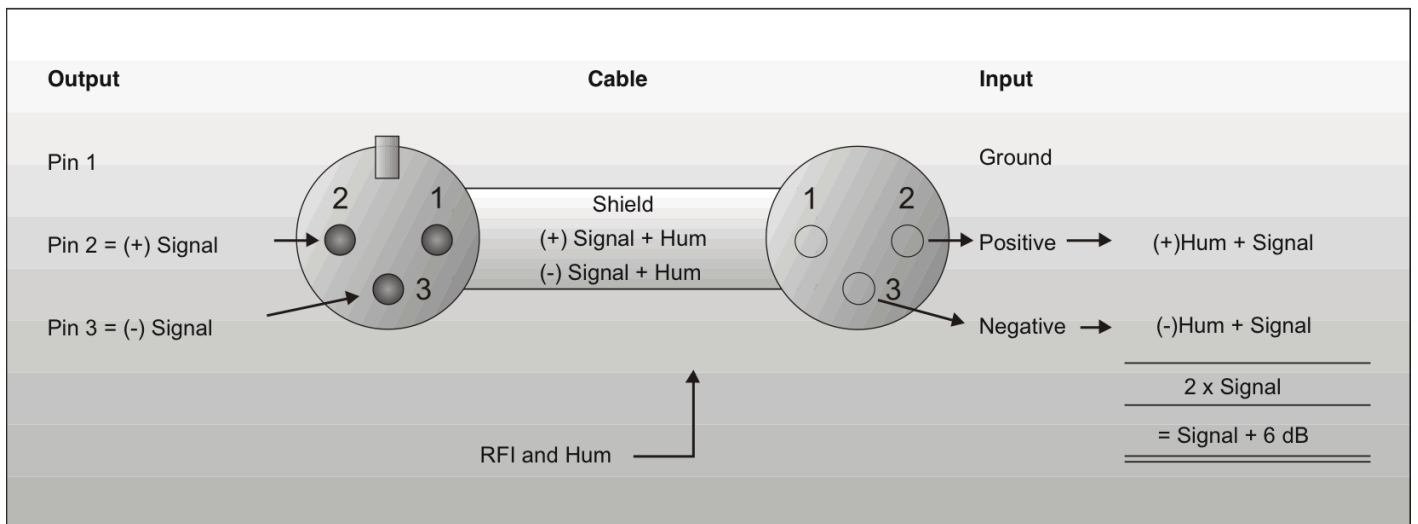 Output
Cable
Input
Pin 1
Ground
2
1
Shield
1
2
Pin 2 = (+) Signal
(+) Signal + Hum
Positive
(+)Hum + Signal
(-) Signal + Hum
3
3
Pin 3 = (-) Signal
Negative
(-)Hum + Signal
2 x Signal
= Signal + 6 dB
RFI and Hum